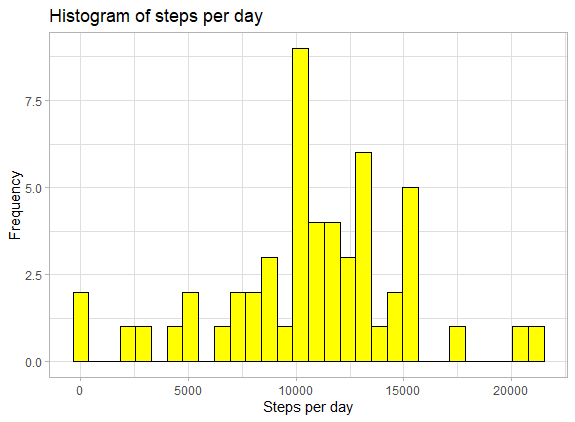 Histogram of steps per day
Frequency
7.5
5.0
2.5
0.0
0 5000 10000 15000 20000
Steps per day